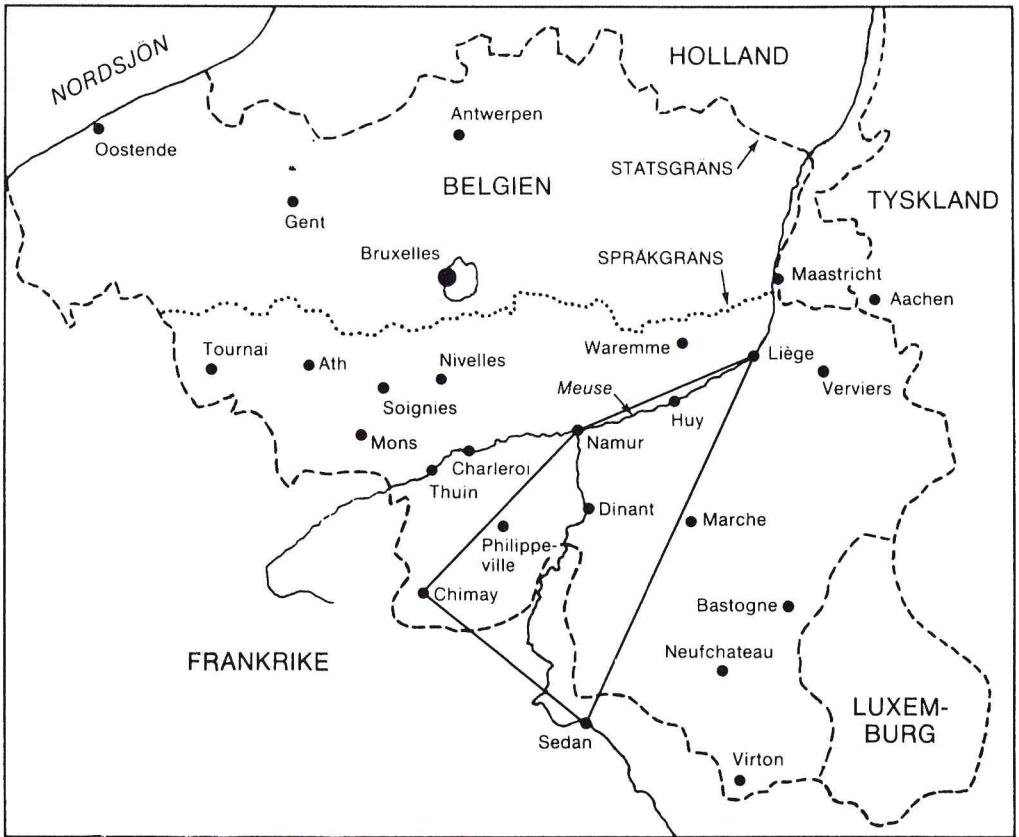 NORDSJÖN
HOLLAND
Antwerpen
Oostende
STATSGRÄNS
BELGIEN
TYSKLAND
Gent
Bruxelles
SPRÅKGRÄNS
Maastricht
Aachen
Tournai
Ath
Nivelles
Waremme
Liège
Verviers
Soignies
Meuse
Huy
Mons
Namur
Charleroi
Thuin
Dinant
Marche
Philippe-
ville
Chimay
Bastogne
Neufchateau
FRANKRIKE
LUXEM-
BURG
Sedan
Virton